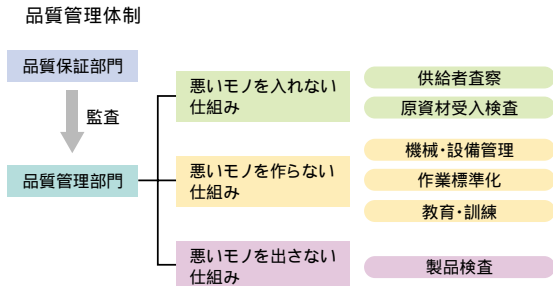 品質管理体制
品質保証部門
監査
品質管理部門
悪いモノを入れない
仕組み
供給者査察
原資材受入検査
悪いモノを作らない
仕組み
機械・設備管理
作業標準化
教育・訓練
悪いモノを出さない
仕組み
製品検査